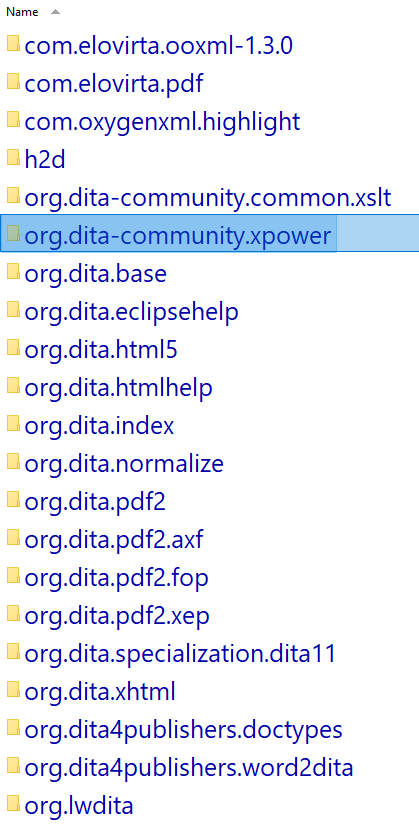 Name
com.elovirta.ooxml-1.3.0
com.elovirta.pdf
com.oxygenxml.highlight
h2d
org.dita-community.common.xslt
org.dita-community.xpower
org.dita.base
org.dita.eclipsehelp
org.dita.html5
org.dita.htmlhelp
org.dita.index
org.dita.normalize
org.dita.pdf2
org.dita.pdf2.axf
org.dita.pdf2.fop
org.dita.pdf2.xep
org.dita.specialization.dita11
org.dita.xhtml
org.dita4publishers.doctypes
org.dita4publishers.word2dita
org.lwdita